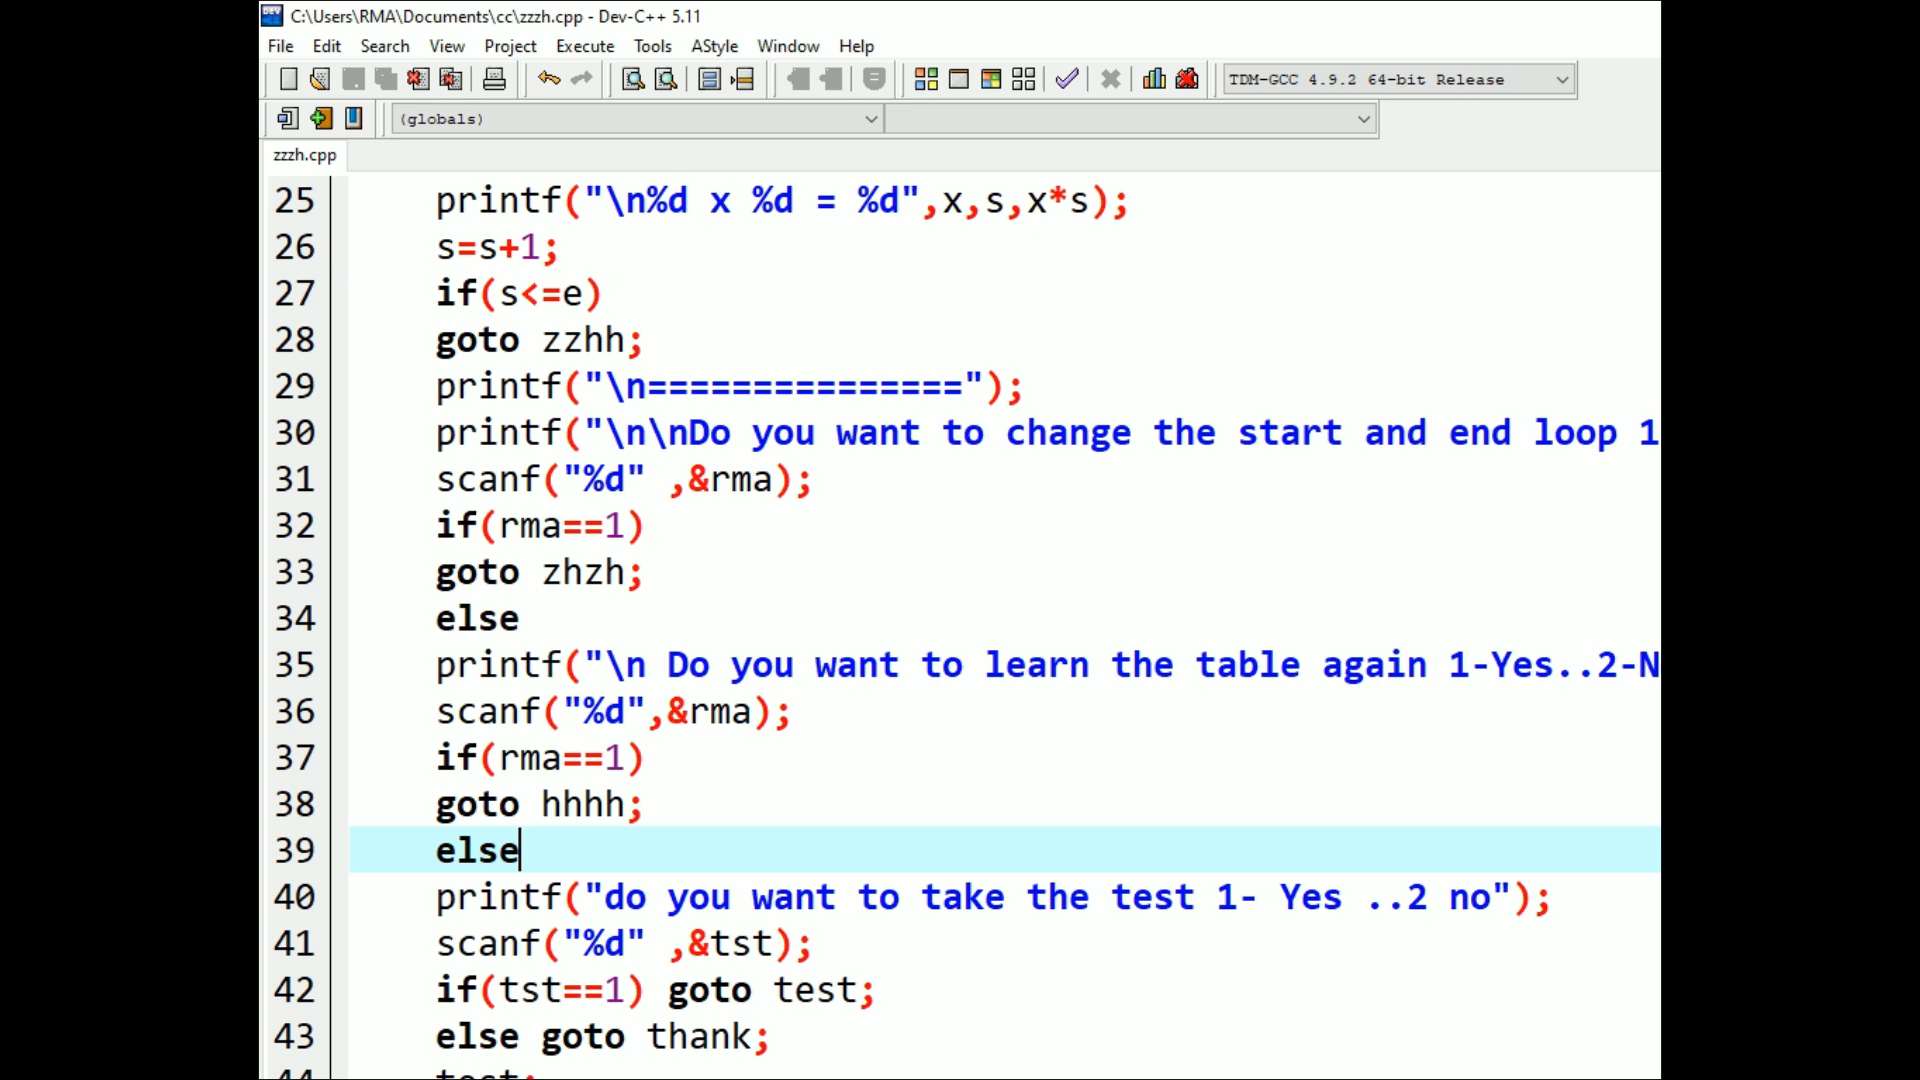 C:\Users\RMA\Documents\cc\zzzh.cpp - Dev-C++ 5.11
File Edit Search View Project Execute Tools AStyle Window Help
TDM-GCC 4.9.2 64-bit Release
(globals)
zzzh.cpp
25 printf("\n%d x %d = %d",x,s,x*s);
26 s=s+1;
27 if(s<=e)
28 goto zzhh;
29 printf("\n===============");
30 printf("\n\nDo you want to change the start and end loop 1
31 scanf("%d" ,&rma);
32 if(rma==1)
33 goto zhzh;
34 else
35 printf("\n Do you want to learn the table again 1-Yes..2-N
36 scanf("%d",&rma);
37 if(rma==1)
38 goto hhhh;
39 else
40 printf("do you want to take the test 1- Yes ..2 no");
41 scanf("%d" ,&tst);
42 if(tst==1) goto test;
43 else goto thank;
44 test: